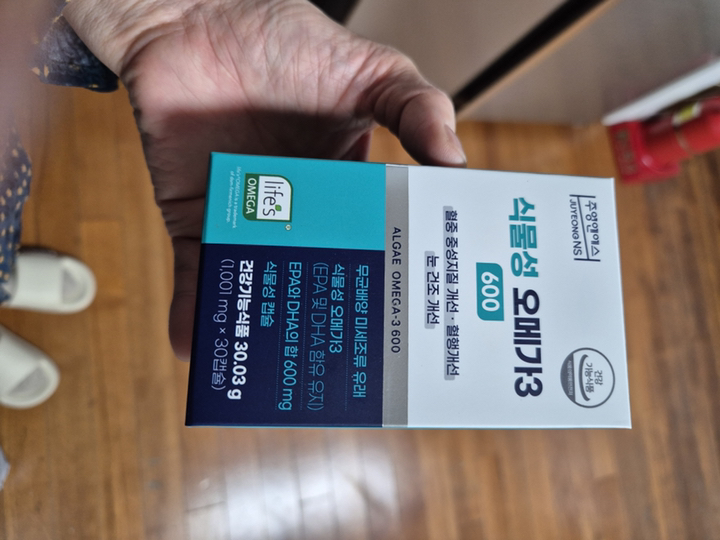 주영엔에스
JUYEONG NS
식물성 오메가3
600
혈중 중성지질 개선 · 혈행개선
눈 건조 개선
건강
기능식품
ALGAE OMEGA-3 600
무균배양 미세조류 유래
식물성 오메가3
(EPA 및 DHA 함유 유지)
EPA와 DHA의 합 600 mg
식물성 캡슐
건강기능식품 30.03 g
(1,001 mg × 30캡슐)
life's
OMEGA